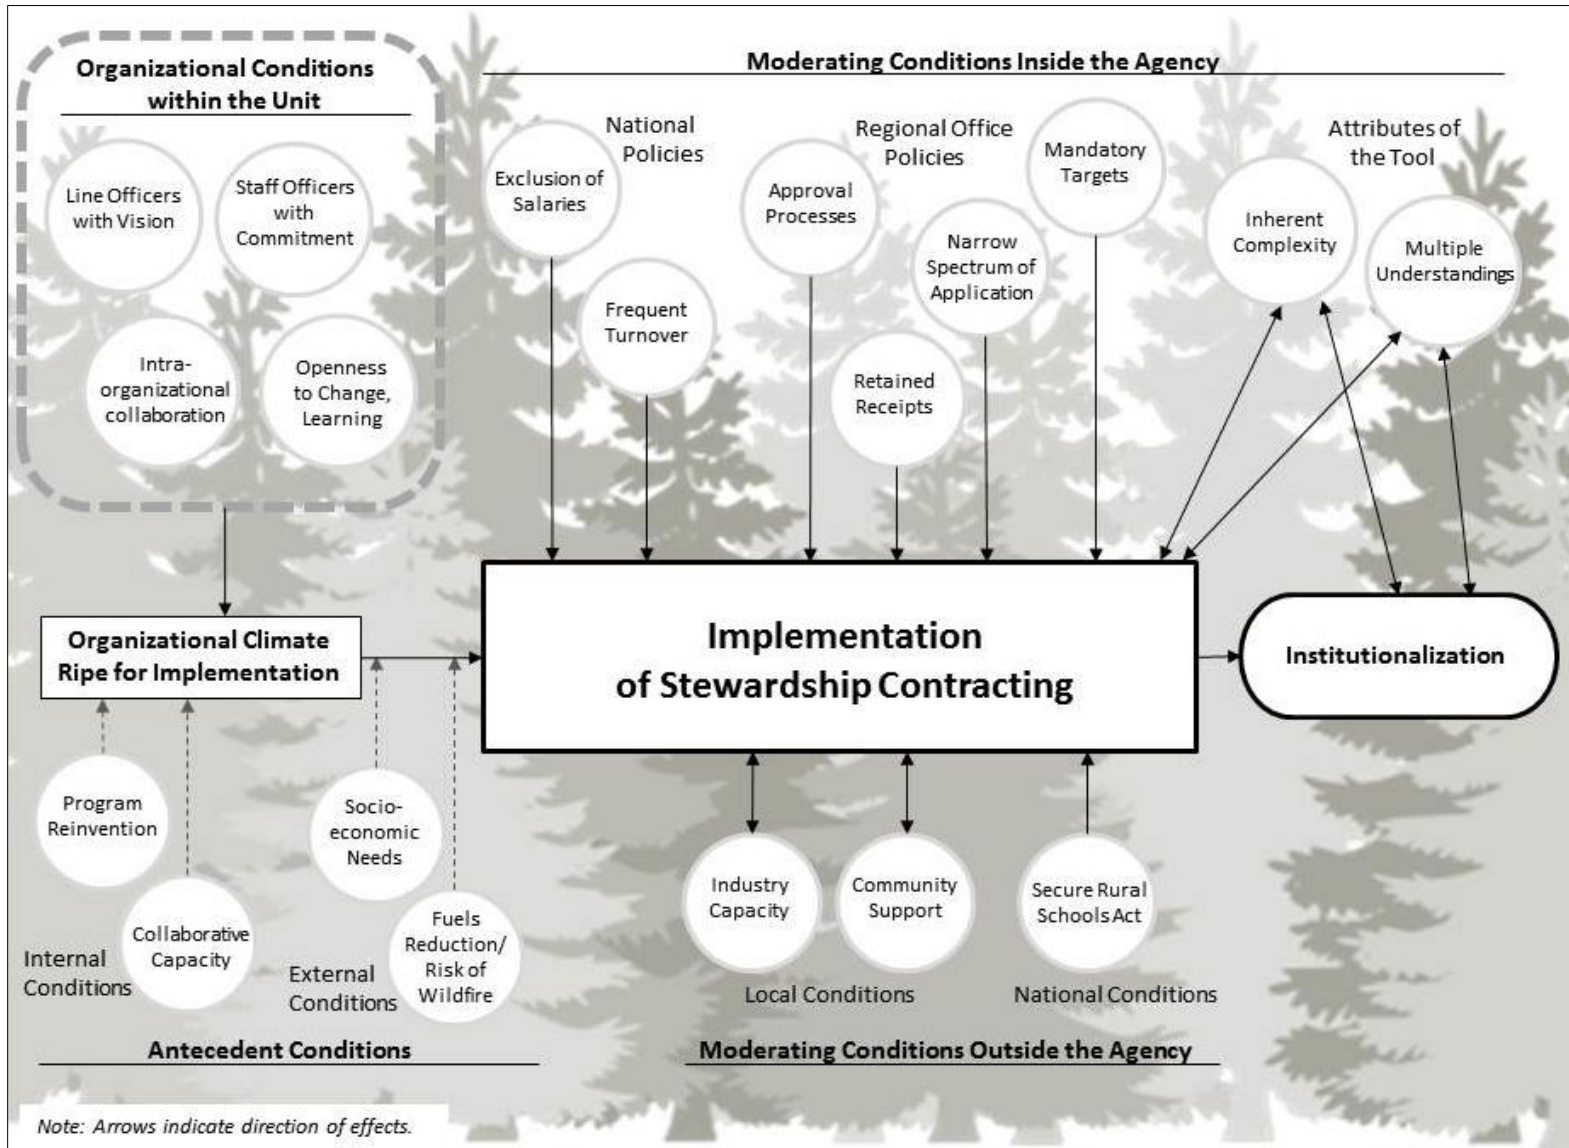 Organizational Conditions
within the Unit
Line Officers
with Vision
Staff Officers
with
Commitment
Intra-
organizational
collaboration
Openness
to Change,
Learning
Moderating Conditions Inside the Agency
National
Policies
Exclusion of
Salaries
Frequent
Turnover
Regional Office
Policies
Approval
Processes
Retained
Receipts
Narrow
Spectrum of
Application
Mandatory
Targets
Attributes of
the Tool
Inherent
Complexity
Multiple
Understandings
Organizational Climate
Ripe for Implementation
Implementation
of Stewardship Contracting
Institutionalization
Program
Reinvention
Collaborative
Capacity
Internal
Conditions
Socio-
economic
Needs
Fuels
Reduction/
Risk of
Wildfire
External
Conditions
Antecedent Conditions
Industry
Capacity
Community
Support
Secure Rural
Schools Act
Local Conditions
National Conditions
Moderating Conditions Outside the Agency
Note: Arrows indicate direction of effects.